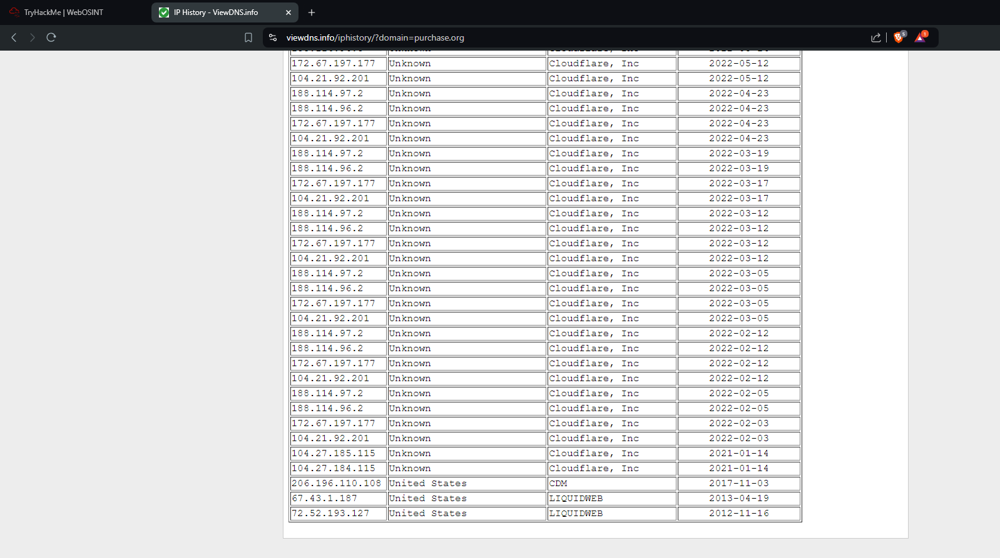 TryHackMe | WebOSINT
IP History - ViewDNS.info
viewdns.info/iphistory/?domain=purchase.org
5
1
172.67.197.177 Unknown Cloudflare, Inc 2022-05-12
104.21.92.201 Unknown Cloudflare, Inc 2022-05-12
188.114.97.2 Unknown Cloudflare, Inc 2022-04-23
188.114.96.2 Unknown Cloudflare, Inc 2022-04-23
172.67.197.177 Unknown Cloudflare, Inc 2022-04-23
104.21.92.201 Unknown Cloudflare, Inc 2022-04-23
188.114.97.2 Unknown Cloudflare, Inc 2022-03-19
188.114.96.2 Unknown Cloudflare, Inc 2022-03-19
172.67.197.177 Unknown Cloudflare, Inc 2022-03-17
104.21.92.201 Unknown Cloudflare, Inc 2022-03-17
188.114.97.2 Unknown Cloudflare, Inc 2022-03-12
188.114.96.2 Unknown Cloudflare, Inc 2022-03-12
172.67.197.177 Unknown Cloudflare, Inc 2022-03-12
104.21.92.201 Unknown Cloudflare, Inc 2022-03-12
188.114.97.2 Unknown Cloudflare, Inc 2022-03-05
188.114.96.2 Unknown Cloudflare, Inc 2022-03-05
172.67.197.177 Unknown Cloudflare, Inc 2022-03-05
104.21.92.201 Unknown Cloudflare, Inc 2022-03-05
188.114.97.2 Unknown Cloudflare, Inc 2022-02-12
188.114.96.2 Unknown Cloudflare, Inc 2022-02-12
172.67.197.177 Unknown Cloudflare, Inc 2022-02-12
104.21.92.201 Unknown Cloudflare, Inc 2022-02-12
188.114.97.2 Unknown Cloudflare, Inc 2022-02-05
188.114.96.2 Unknown Cloudflare, Inc 2022-02-05
172.67.197.177 Unknown Cloudflare, Inc 2022-02-03
104.21.92.201 Unknown Cloudflare, Inc 2022-02-03
104.27.185.115 Unknown Cloudflare, Inc 2021-01-14
104.27.184.115 Unknown Cloudflare, Inc 2021-01-14
206.196.110.108 United States CDM 2017-11-03
67.43.1.187 United States LIQUIDWEB 2013-04-19
72.52.193.127 United States LIQUIDWEB 2012-11-16